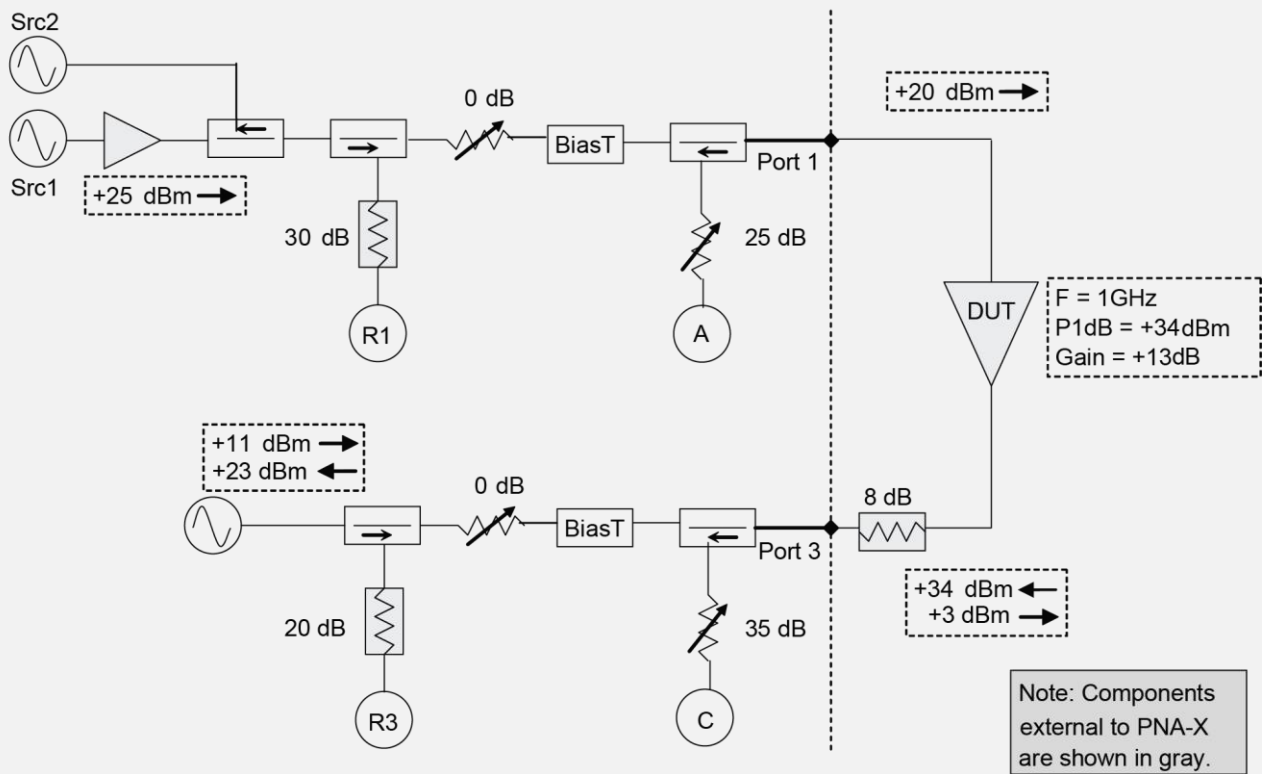 Src2
Src1
+25 dBm
30 dB
R1
0 dB
BiasT
25 dB
A
Port 1
+20 dBm
DUT
F = 1GHz
P1dB = +34dBm
Gain = +13dB
+11 dBm
+23 dBm
20 dB
R3
0 dB
BiasT
35 dB
C
Port 3
8 dB
+34 dBm
+3 dBm
Note: Components
external to PNA-X
are shown in gray.